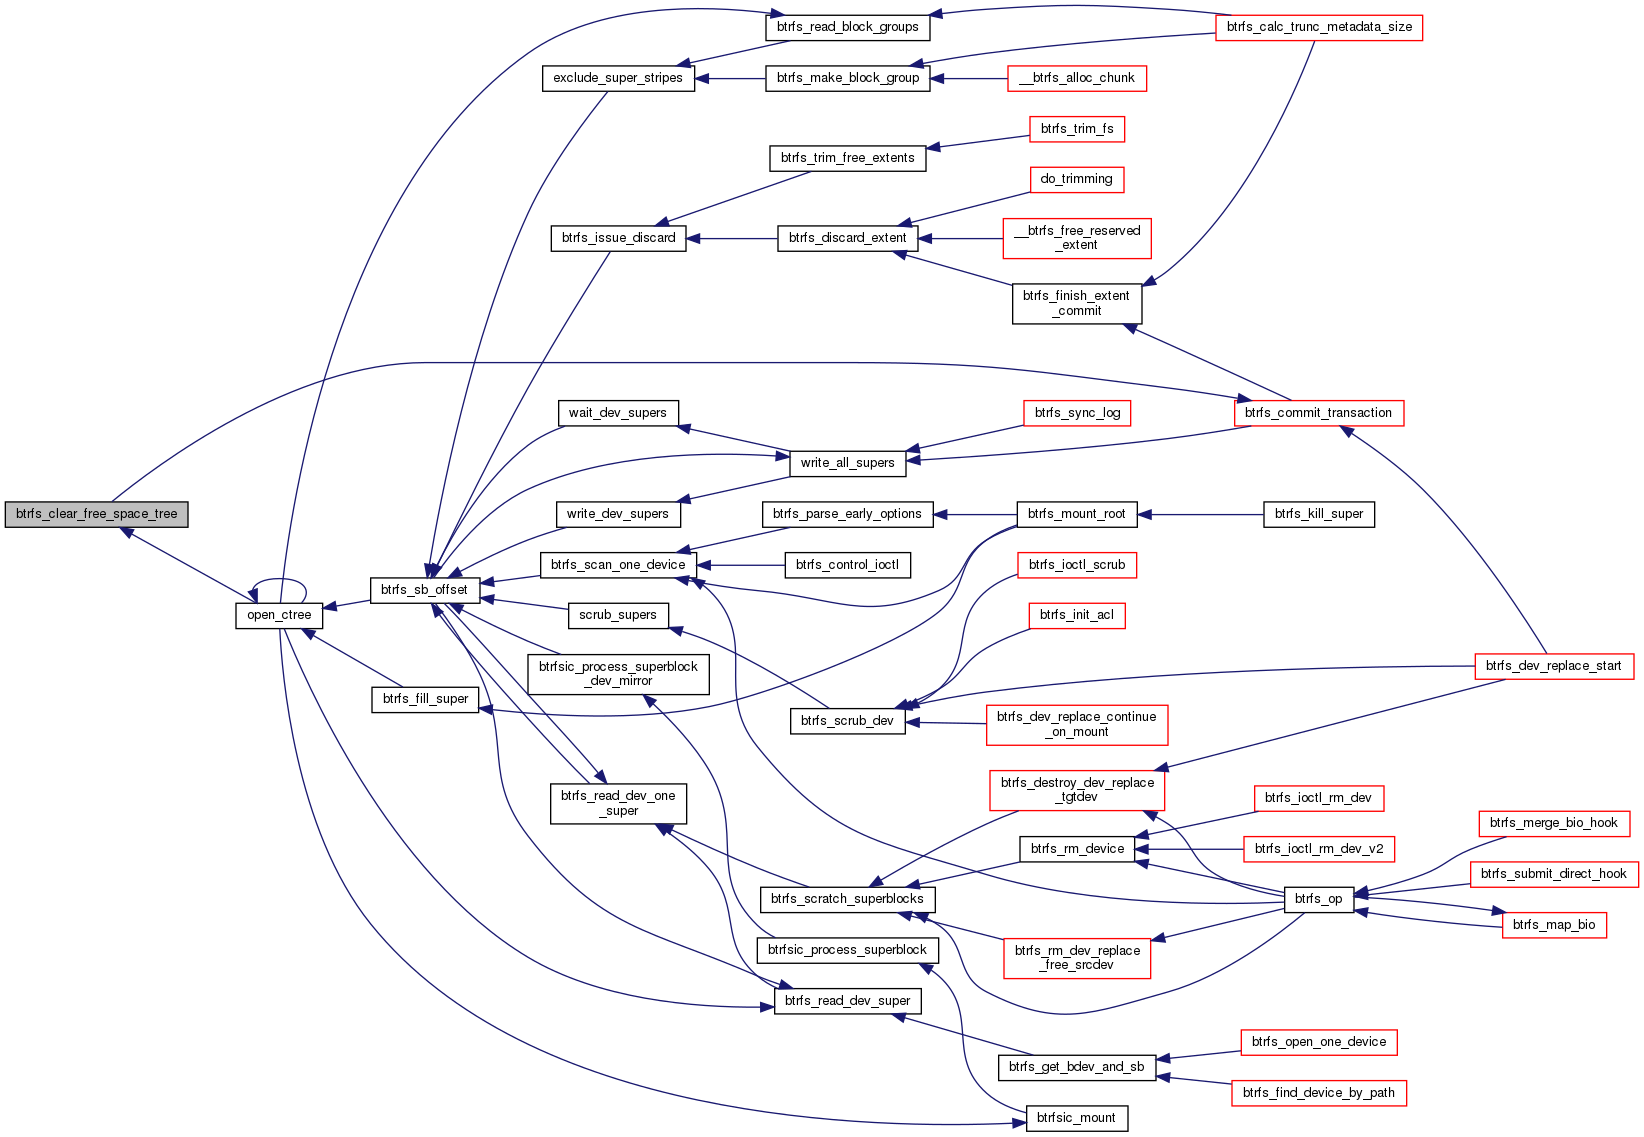 btrfs_read_block_groups
btrfs_calc_trunc_metadata_size
exclude_super_stripes
btrfs_make_block_group
__btrfs_alloc_chunk
btrfs_trim_fs
btrfs_trim_free_extents
do_trimming
btrfs_issue_discard
btrfs_discard_extent
__btrfs_free_reserved
_extent
btrfs_finish_extent
_commit
wait_dev_supers
btrfs_sync_log
btrfs_commit_transaction
write_all_supers
btrfs_clear_free_space_tree
write_dev_supers
btrfs_parse_early_options
btrfs_mount_root
btrfs_kill_super
btrfs_scan_one_device
btrfs_control_ioctl
btrfs_ioctl_scrub
btrfs_sb_offset
open_ctree
scrub_supers
btrfs_init_acl
btrfsic_process_superblock
_dev_mirror
btrfs_dev_replace_start
btrfs_fill_super
btrfs_scrub_dev
btrfs_dev_replace_continue
_on_mount
btrfs_destroy_dev_replace
_tgtdev
btrfs_read_dev_one
_super
btrfs_ioctl_rm_dev
btrfs_merge_bio_hook
btrfs_rm_device
btrfs_ioctl_rm_dev_v2
btrfs_submit_direct_hook
btrfs_scratch_superblocks
btrfs_op
btrfs_map_bio
btrfsic_process_superblock
btrfs_rm_dev_replace
_free_srcdev
btrfs_read_dev_super
btrfs_open_one_device
btrfs_get_bdev_and_sb
btrfs_find_device_by_path
btrfsic_mount